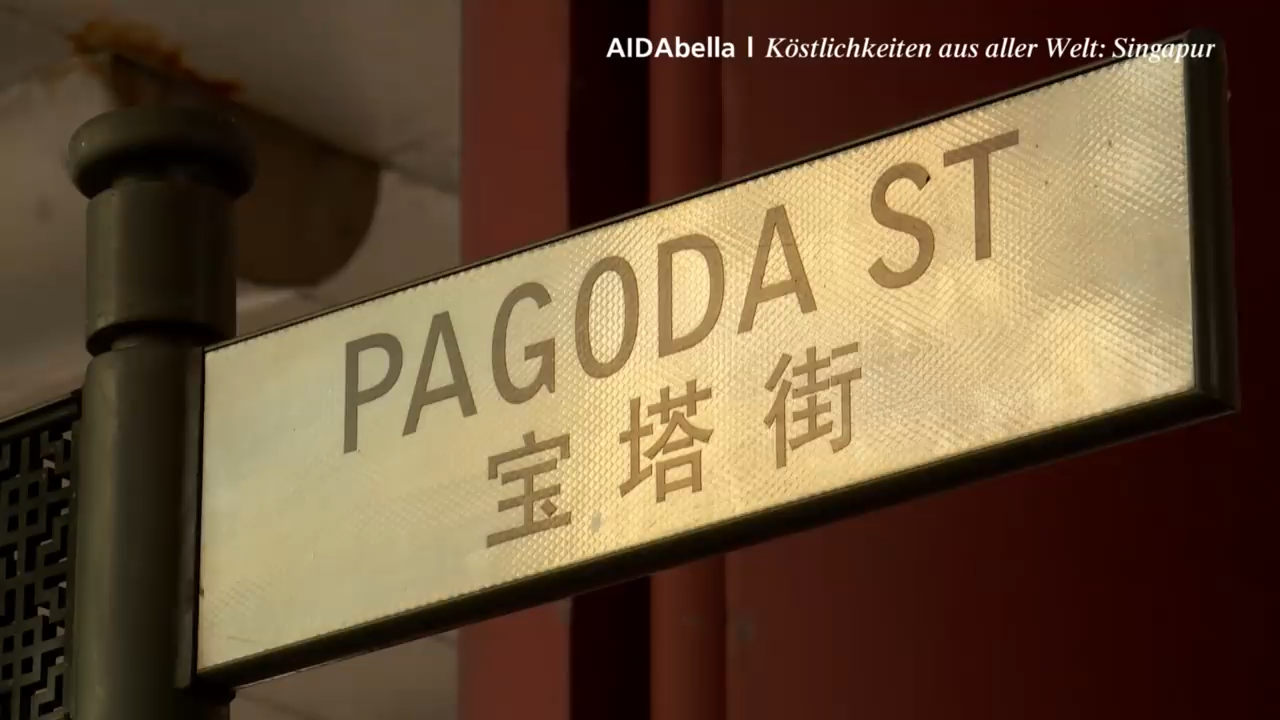 AIDAbella | Köstlichkeiten aus aller Welt: Singapur
PAGODA ST
宝塔街